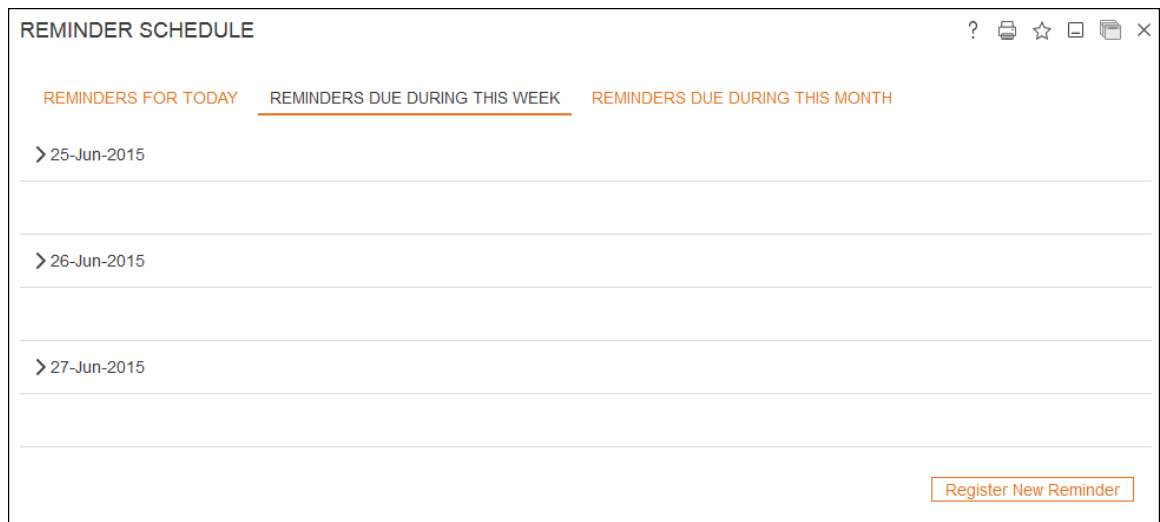 REMINDER SCHEDULE
REMINDERS FOR TODAY REMINDERS DUE DURING THIS WEEK REMINDERS DUE DURING THIS MONTH
25-Jun-2015
26-Jun-2015
27-Jun-2015
Register New Reminder